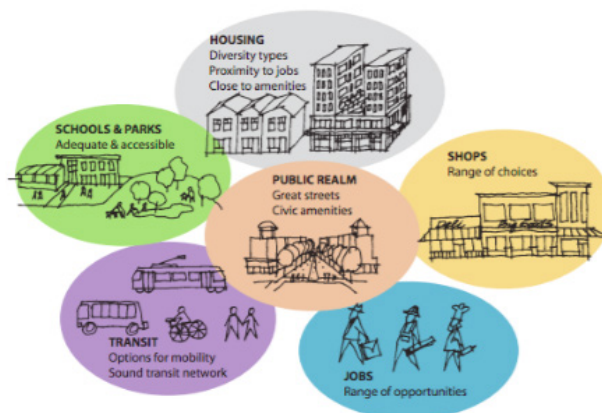 HOUSING
Diversity types
Proximity to jobs
Close to amenities
SCHOOLS & PARKS
Adequate & accessible
PUBLIC REALM
Great streets
Civic amenities
SHOPS
Range of choices
TRANSIT
Options for mobility
Sound transit network
JOBS
Range of opportunities